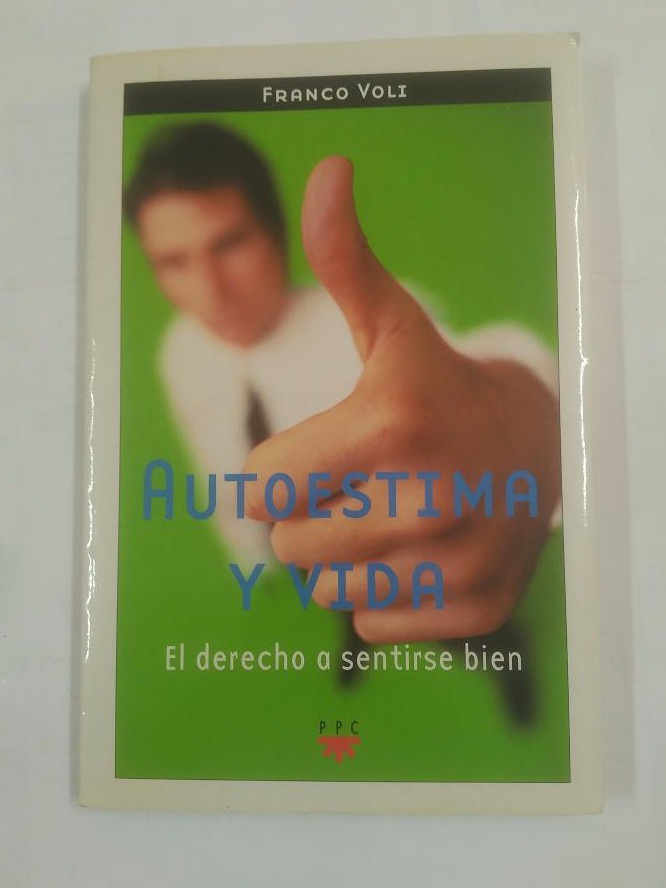 FRANCO VOLI
AUTOESTIMA
Y VIDA
El derecho a sentirse bien
PPC